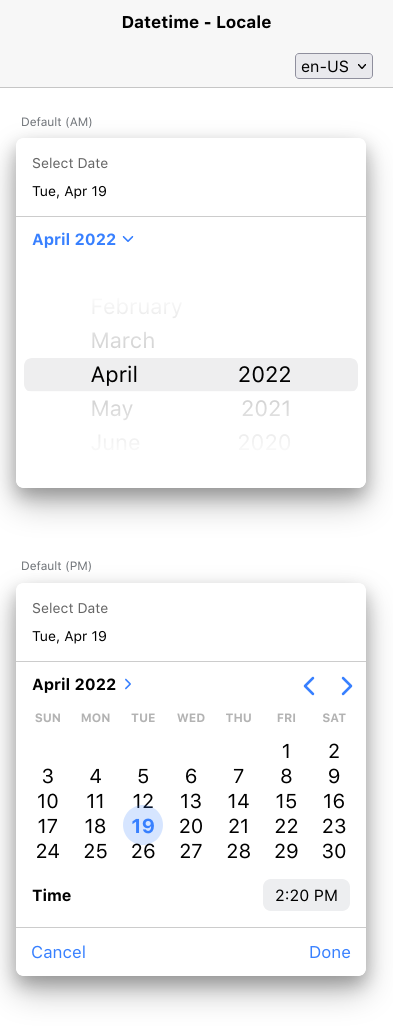 Datetime - Locale
en-US
Default (AM)
Select Date
Tue, Apr 19
April 2022
February
March
April 2022
May 2021
June 2020
Default (PM)
Select Date
Tue, Apr 19
April 2022
SUN MON TUE WED THU FRI SAT
1 2
3 4 5 6 7 8 9
10 11 12 13 14 15 16
17 18 19 20 21 22 23
24 25 26 27 28 29 30
Time 2:20 PM
Cancel Done